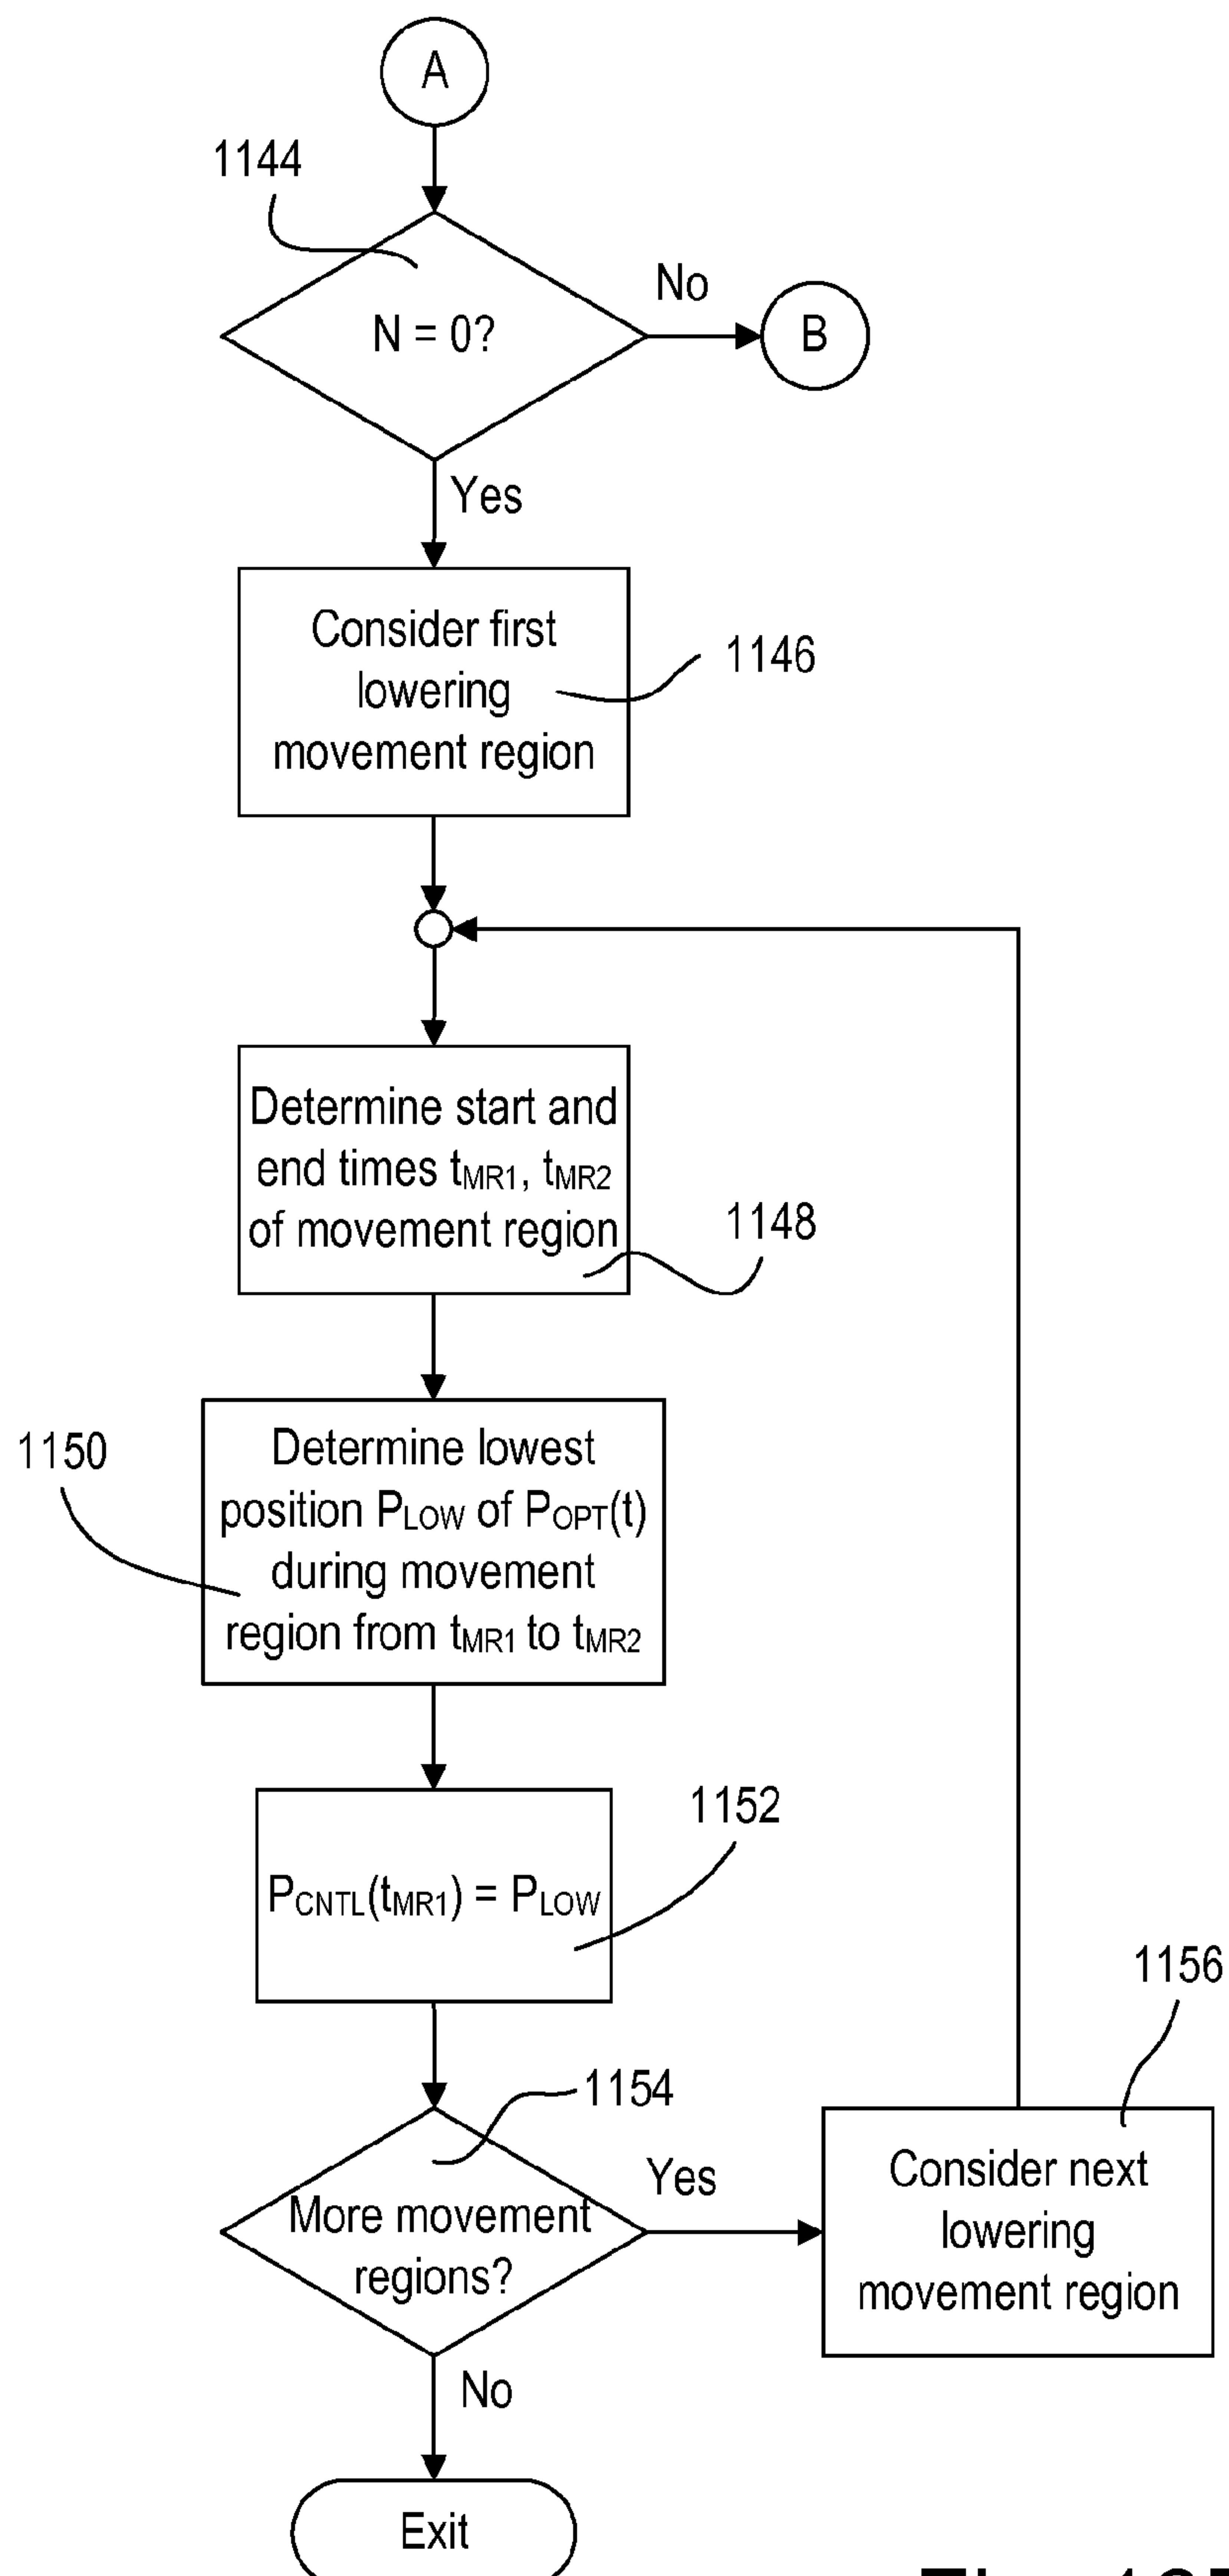 A
1144
N = 0?
No
B
Yes
Consider first
lowering
movement region
1146
Determine start and
end times tMR1, tMR2
of movement region
1148
1150
Determine lowest
position PLOW of POPT(t)
during movement
region from tMR1 to tMR2
1152
PCNTL(tMR1) = PLOW
1156
1154
More movement
regions?
Yes
Consider next
lowering
movement region
No
Exit